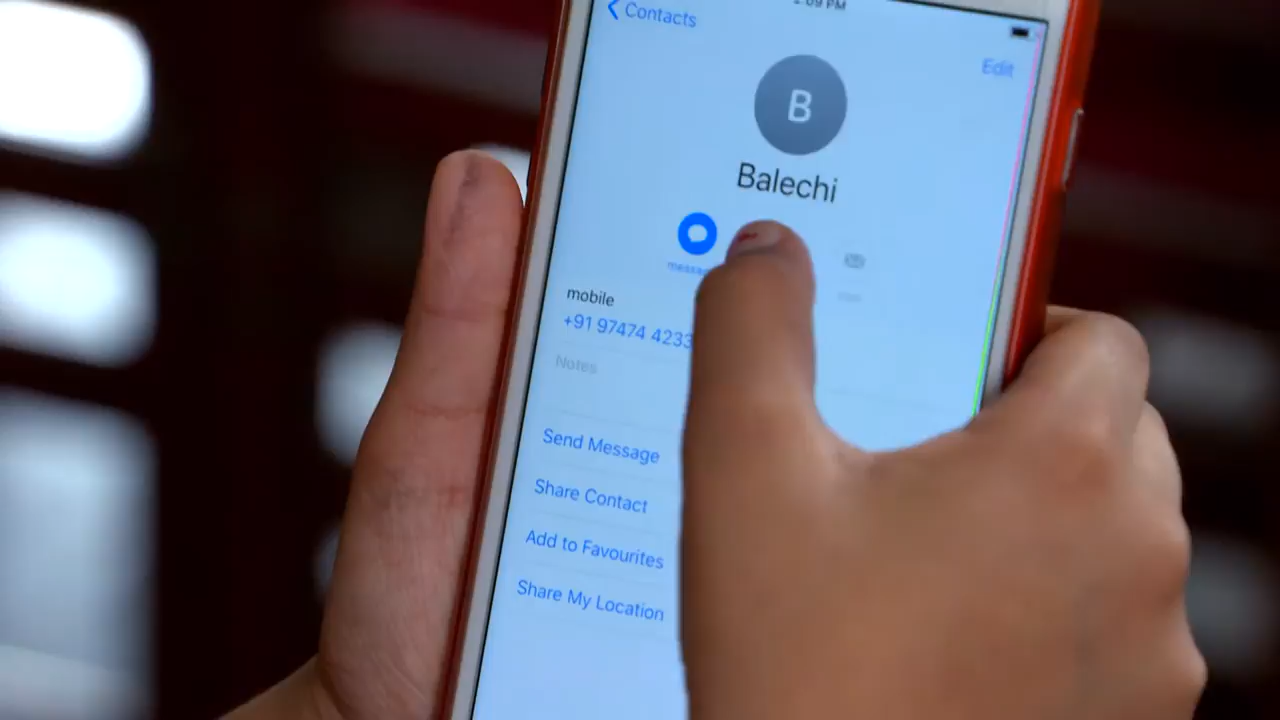 Contacts
Edit
B
Balechi
mobile
+91 97474 4233
Notes
Send Message
Share Contact
Add to Favourites
Share My Location